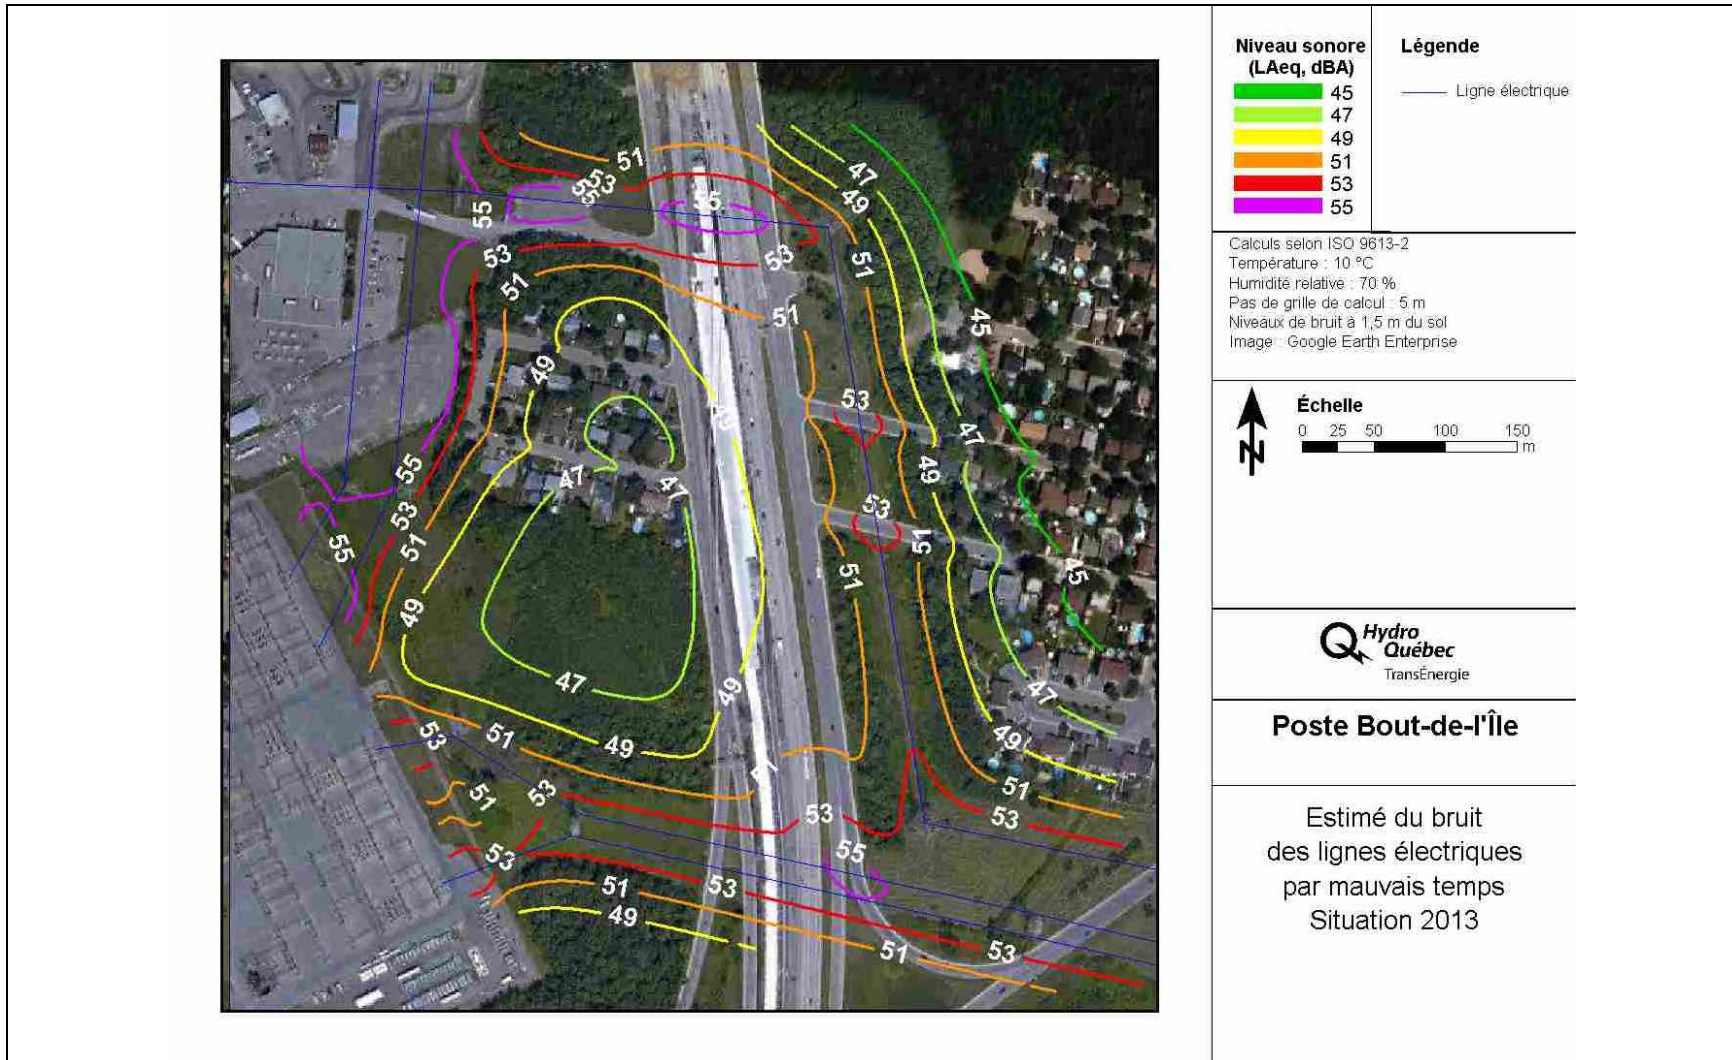 Niveau sonore
(LAeq, dBA)
45
47
49
51
53
55
Légende
Ligne électrique
Calculs selon ISO 9613-2
Température : 10 ºC
Humidité relative : 70 %
Pas de grille de calcul : 5 m
Niveaux de bruit à 1,5 m du sol
Image : Google Earth Enterprise
N
Échelle
0 25 50 100 150
m
Hydro
Québec
TransÉnergie
Poste Bout-de-l'Île
Estimé du bruit
des lignes électriques
par mauvais temps
Situation 2013
51
47
55
53
55
49
55
55
53
53
51
51
51
45
49
53
49
47
55
47
47
53
49
53
51
55
51
51
45
49
47
49
47
53
51
49
49
51
51
53
53
53
55
53
51
53
49
51
53